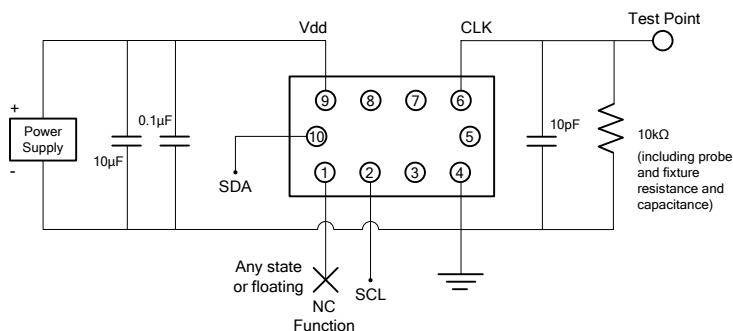 Vdd
CLK
Test Point
9
8
7
6
10
5
1
2
3
4
+
Power
Supply
-
10µF
0.1µF
SDA
10pF
10kΩ
(including probe
and fixture
resistance and
capacitance)
Any state
or floating
NC
Function
SCL